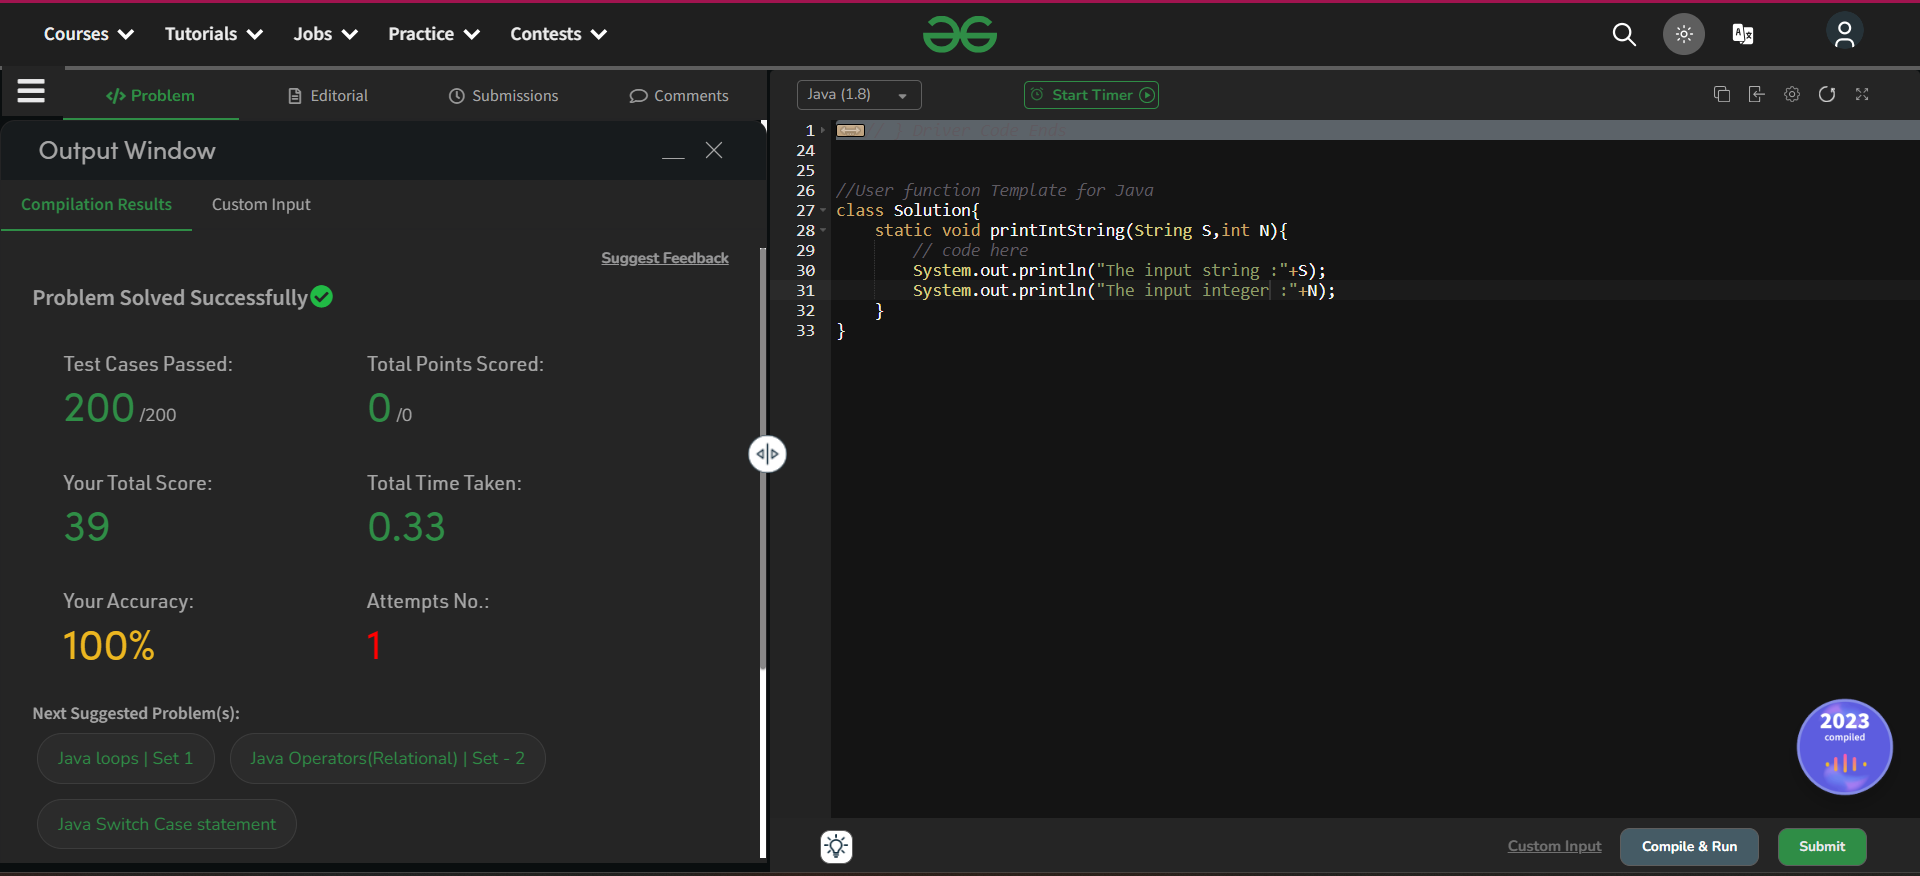 Courses Tutorials Jobs Practice Contests
Problem Editorial Submissions Comments
Output Window
Compilation Results Custom Input
Suggest Feedback
Problem Solved Successfully
Test Cases Passed: Total Points Scored:
200 /200 0 /0
Your Total Score: Total Time Taken:
39 0.33
Your Accuracy: Attempts No.:
100% 1
Next Suggested Problem(s):
Java loops | Set 1 Java Operators(Relational) | Set - 2
Java Switch Case statement
Java (1.8) Start Timer
1 // } Driver Code Ends
24
25
26 //User function Template for Java
27 class Solution{
28 static void printIntString(String S,int N){
29 // code here
30 System.out.println("The input string :"+S);
31 System.out.println("The input integer :"+N);
32 }
33 }
2023
compiled
Custom Input Compile & Run Submit